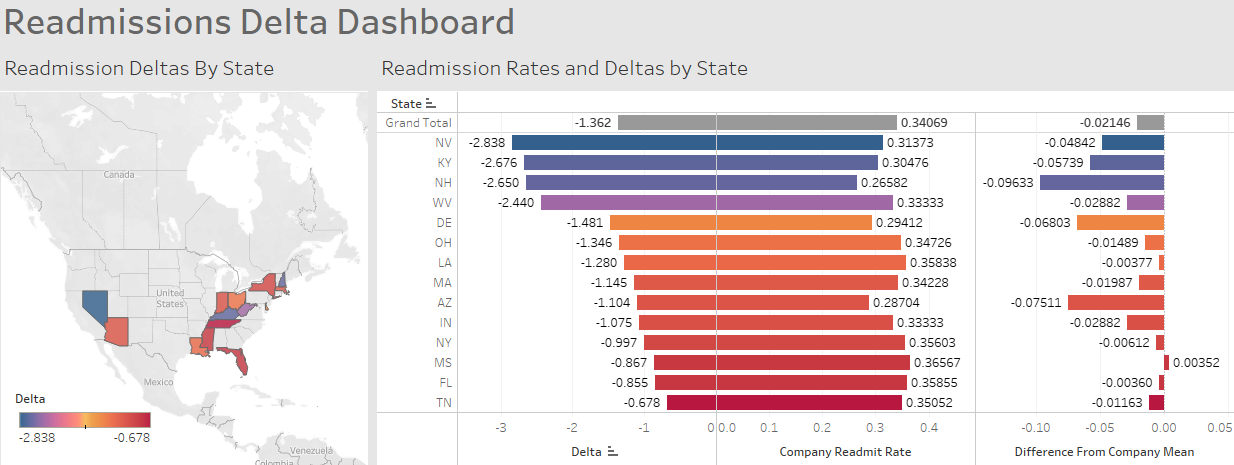 Readmissions Delta Dashboard
Readmission Deltas By State
Readmission Rates and Deltas by State
Canada
United
States
Mexico
Venezuela
Colombia
Delta
-2.838 -0.678
State
Grand Total -1.362 0.34069 -0.02146
NV -2.838 0.31373 -0.04842
KY -2.676 0.30476 -0.05739
NH -2.650 0.26582 -0.09633
WV -2.440 0.33333 -0.02882
DE -1.481 0.29412 -0.06803
OH -1.346 0.34726 -0.01489
LA -1.280 0.35838 -0.00377
MA -1.145 0.34228 -0.01987
AZ -1.104 0.28704 -0.07511
IN -1.075 0.33333 -0.02882
NY -0.997 0.35603 -0.00612
MS -0.867 0.36567 0.00352
FL -0.855 0.35855 -0.00360
TN -0.678 0.35052 -0.01163
-3 -2 -1 0 0.0 0.1 0.2 0.3 0.4 -0.10 -0.05 0.00 0.05
Delta Company Readmit Rate Difference From Company Mean